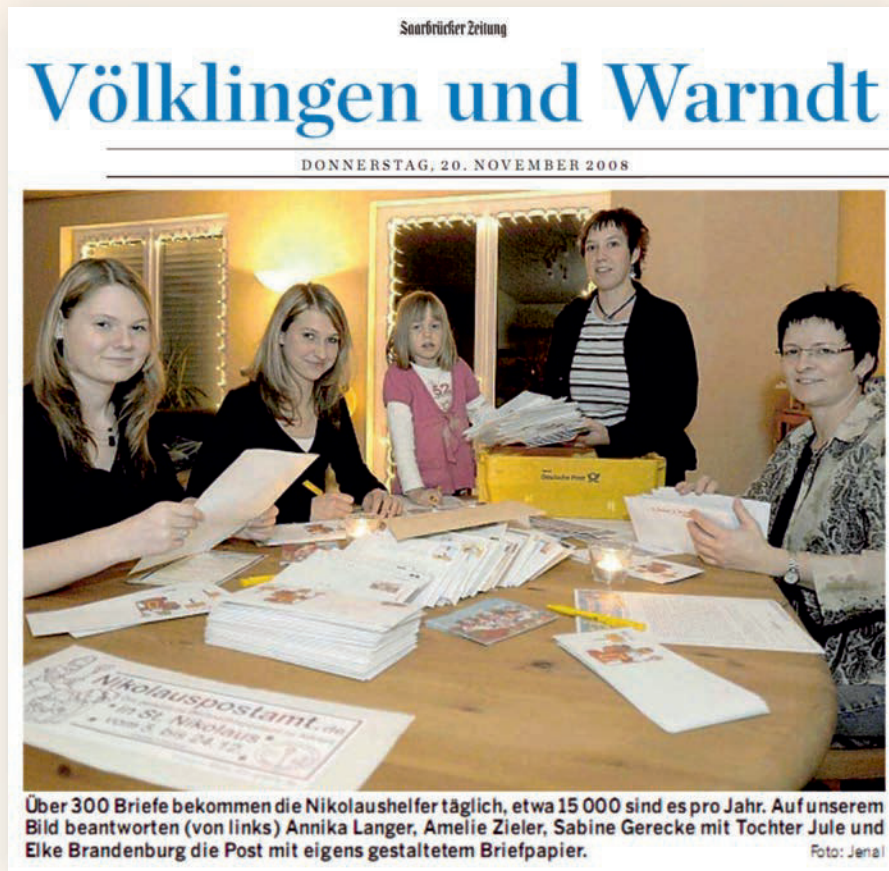 Saarbrücker Zeitung
Völklingen und Warndt
DONNERSTAG, 20. NOVEMBER 2008
52
Deutsche Post
Nikolauspostamt.de
in St. Nikolaus
vom 5. bis 24.12.
Über 300 Briefe bekommen die Nikolaushelfer täglich, etwa 15 000 sind es pro Jahr. Auf unserem
Bild beantworten (von links) Annika Langer, Amelie Zieler, Sabine Gerecke mit Tochter Jule und
Elke Brandenburg die Post mit eigens gestaltetem Briefpapier.
Foto: Jenal